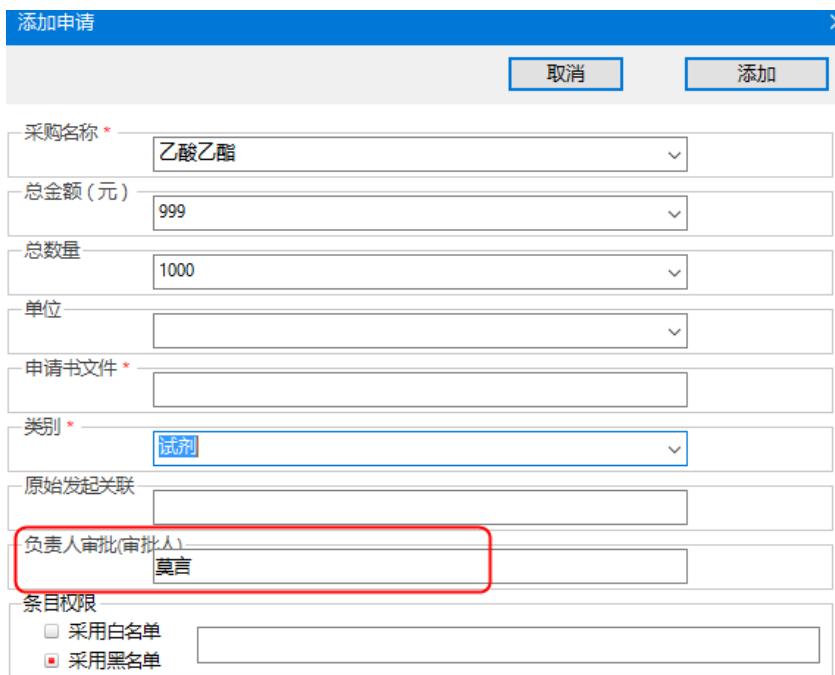 添加申请
取消 添加
采购名称 *
乙酸乙酯
总金额 ( 元 )
999
总数量
1000
单位
申请书文件 *
类别 *
试剂
原始发起关联
负责人审批(审批人)
莫言
条目权限
采用白名单
采用黑名单